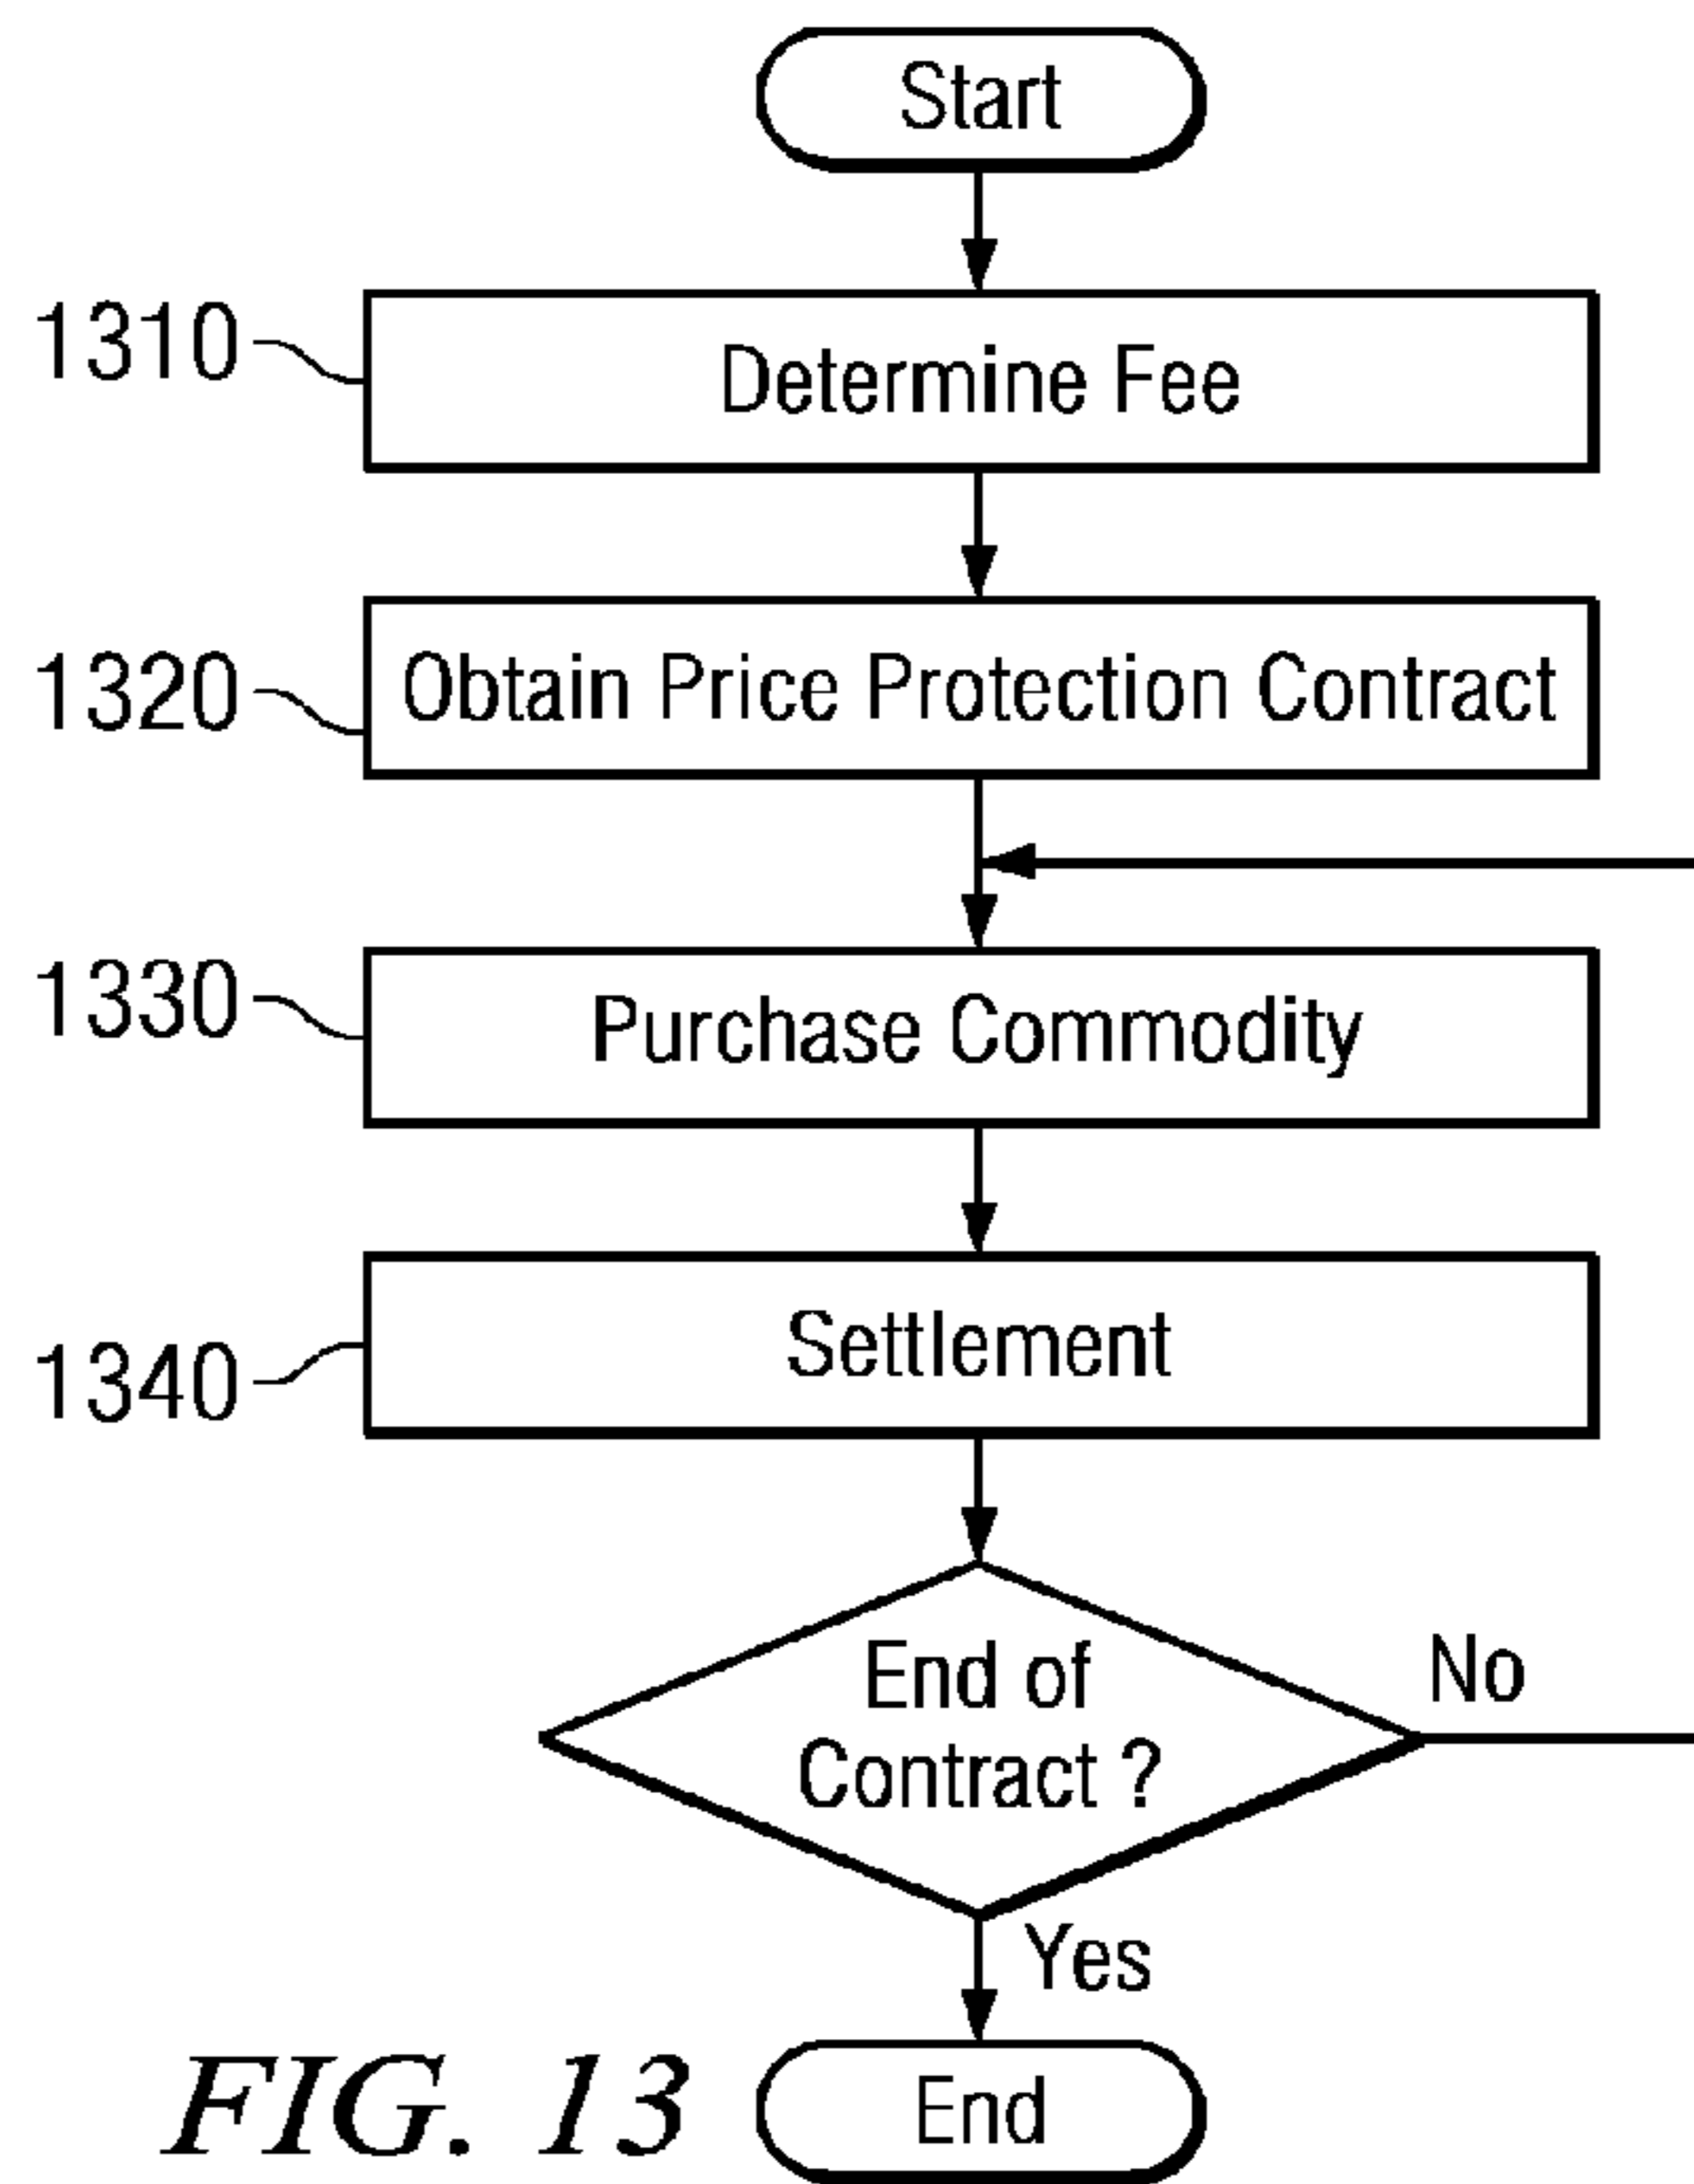 Start
1310
Determine Fee
1320
Obtain Price Protection Contract
1330
Purchase Commodity
1340
Settlement
End of
Contract ?
No
Yes
End
FIG. 13